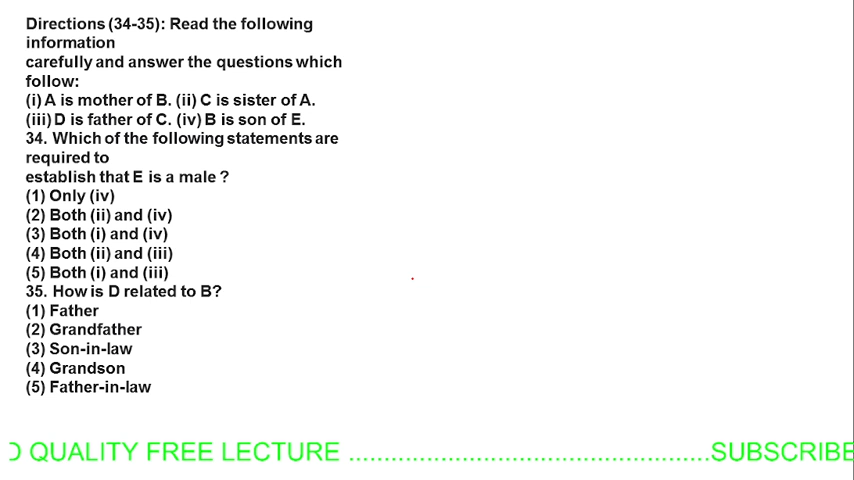 Directions (34-35): Read the following
information
carefully and answer the questions which
follow:
(i) A is mother of B. (ii) C is sister of A.
(iii) D is father of C. (iv) B is son of E.
34. Which of the following statements are
required to
establish that E is a male ?
(1) Only (iv)
(2) Both (ii) and (iv)
(3) Both (i) and (iv)
(4) Both (ii) and (iii)
(5) Both (i) and (iii)
35. How is D related to B?
(1) Father
(2) Grandfather
(3) Son-in-law
(4) Grandson
(5) Father-in-law
QUALITY FREE LECTURE ...................................................SUBSCRIBE